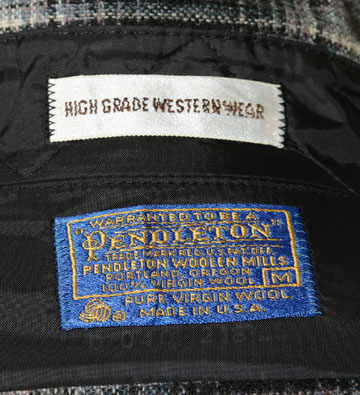 HIGH GRADE WESTERN WEAR
"WARRANTED TO BE A
PENDLETON"
TRADE MARK REG. U.S. PAT. OFF.
PENDLETON WOOLEN MILLS
PORTLAND, OREGON
100% VIRGIN WOOL M
PURE VIRGIN WOOL
MADE IN U.S.A.